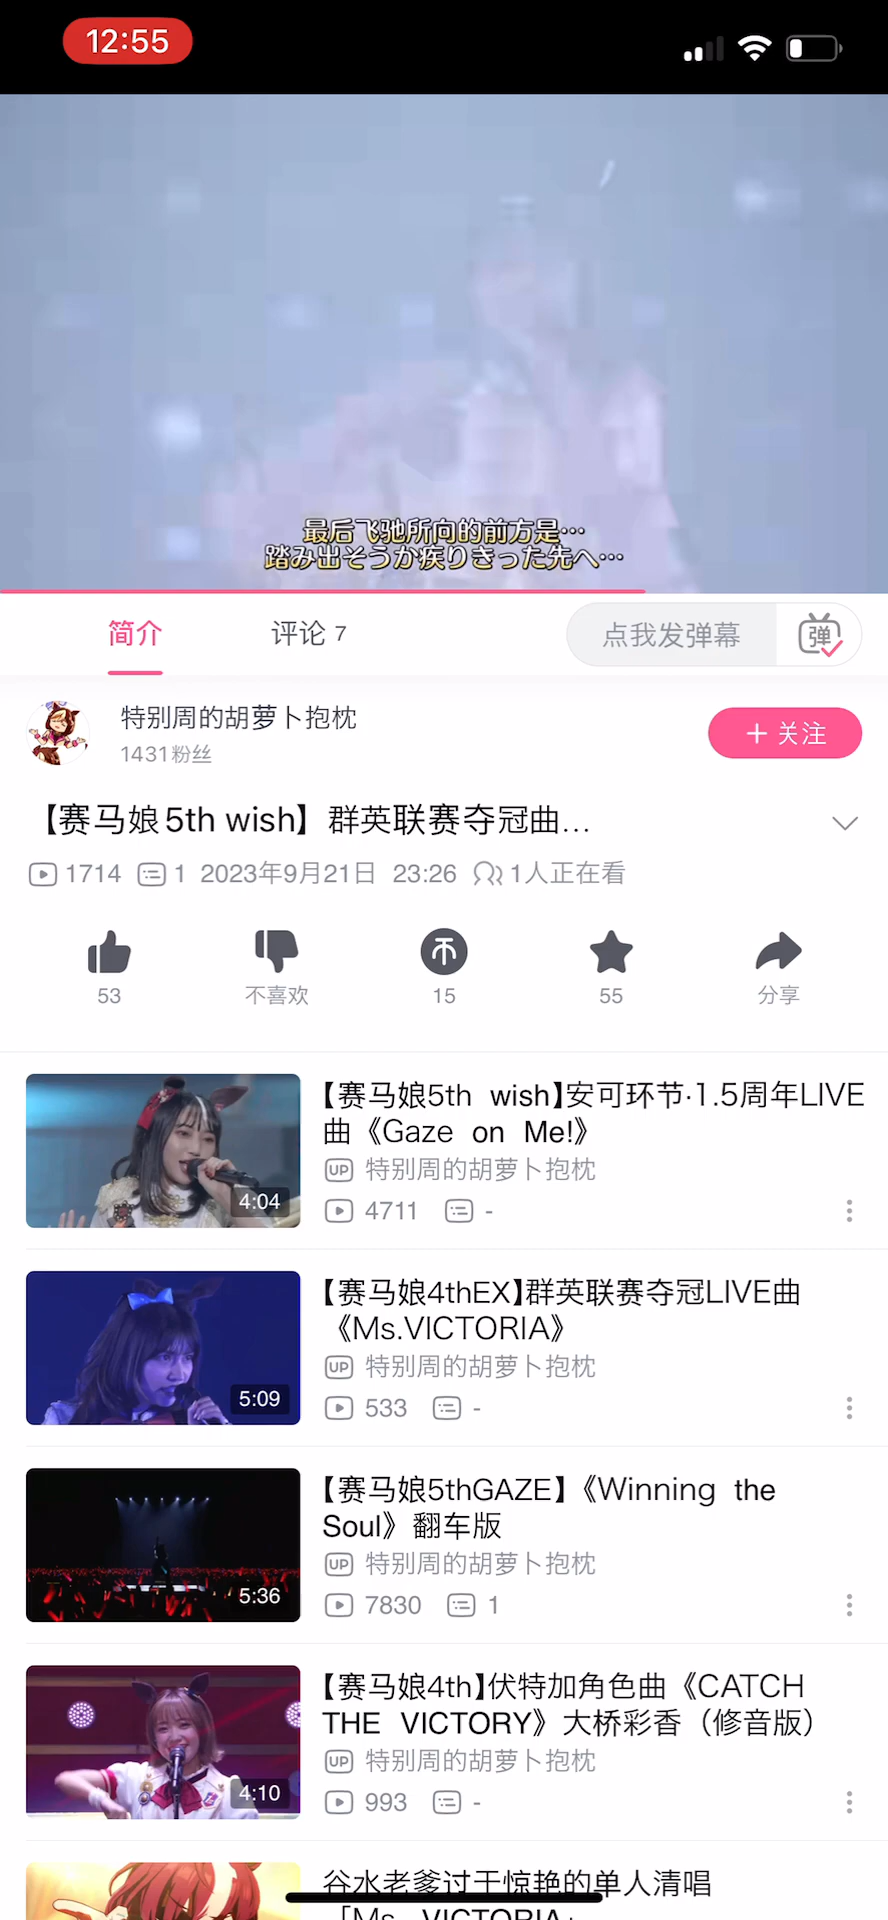 12:55
最后飞驰所向的前方是…
踏み出そうか疾りきった先へ…
简介
评论 7
点我发弹幕
弹
特别周的胡萝卜抱枕
1431粉丝
+ 关注
【赛马娘5th wish】群英联赛夺冠曲...
1714 1 2023年9月21日 23:26 1人正在看
53 不喜欢 15 55 分享
【赛马娘5th wish】安可环节·1.5周年LIVE
曲《Gaze on Me!》
UP 特别周的胡萝卜抱枕
4:04
4711 -
【赛马娘4thEX】群英联赛夺冠LIVE曲
《Ms.VICTORIA》
UP 特别周的胡萝卜抱枕
5:09
533 -
【赛马娘5thGAZE】《Winning the
Soul》翻车版
UP 特别周的胡萝卜抱枕
5:36
7830 1
【赛马娘4th】伏特加角色曲《CATCH
THE VICTORY》大桥彩香（修音版）
UP 特别周的胡萝卜抱枕
4:10
993 -
谷水老爹过于惊艳的单人清唱
「Ms. VICTORIA」